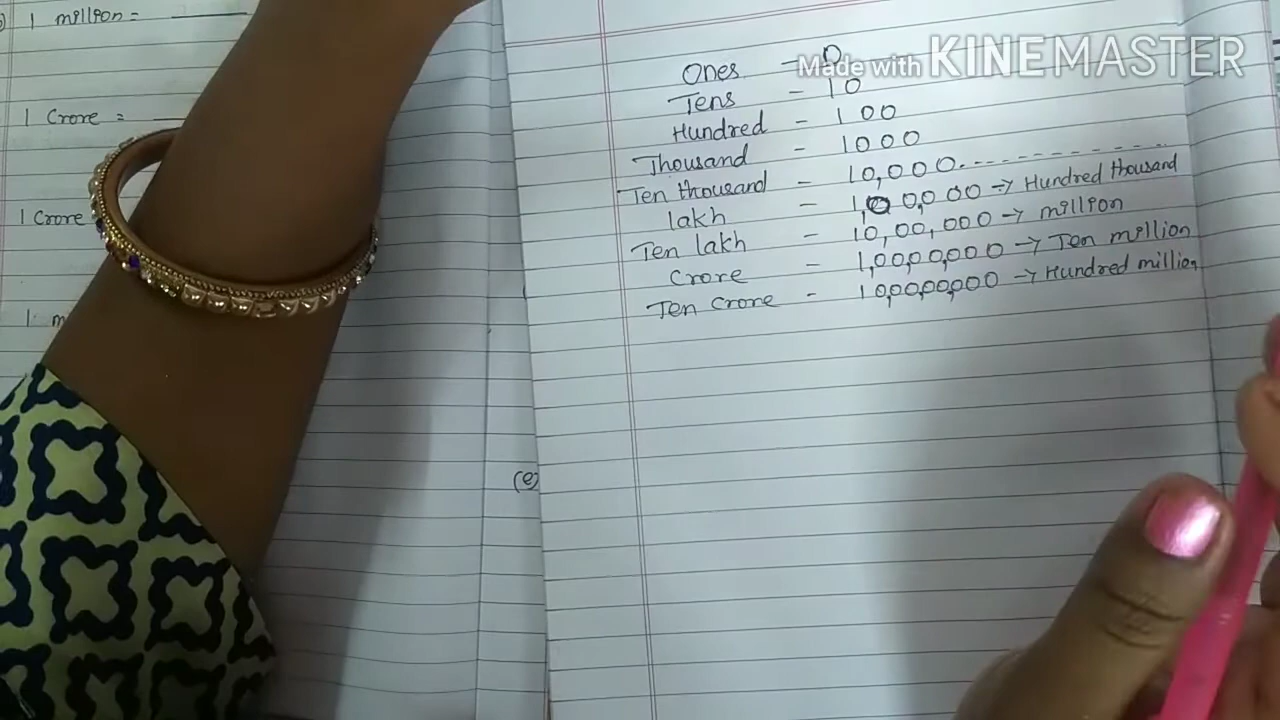 1 million =
1 Crore =
1 Crore
1 m
(e)
Made with KINEMASTER
Ones - 0
Tens - 10
Hundred - 100
Thousand - 1000
Ten thousand - 10,000
lakh - 1,00,000 → Hundred thousand
Ten lakh - 10,00,000 → million
Crore - 1,00,00,000 → Ten million
Ten Crore - 10,00,00,000 → Hundred million